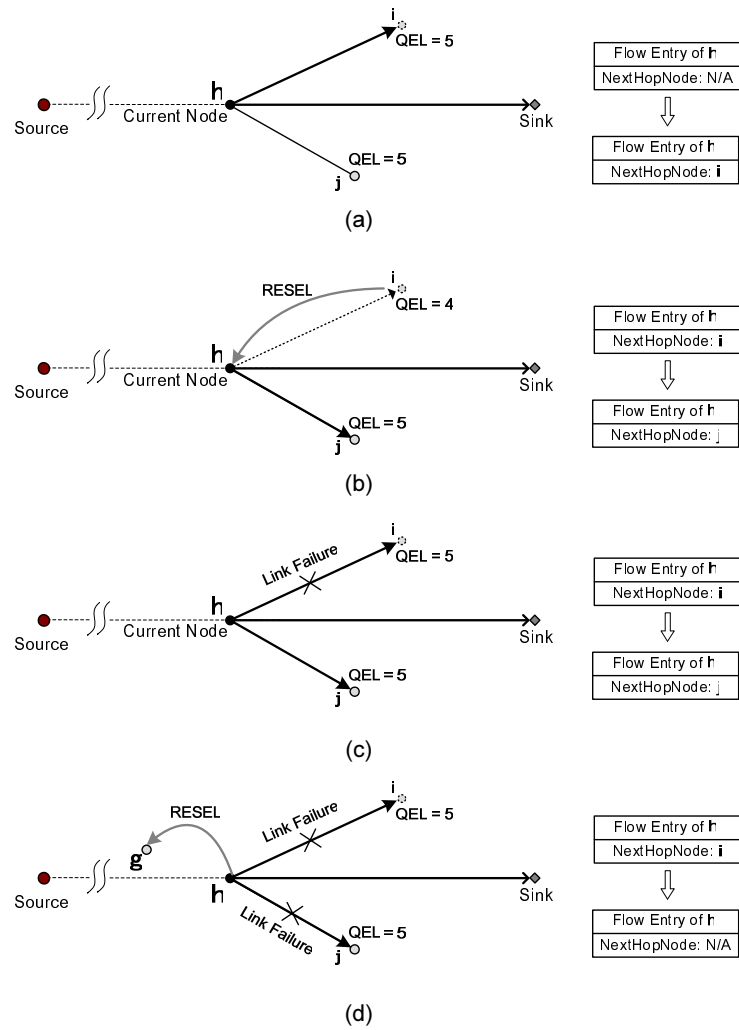 i
QEL = 5
h
Source
Current Node
Sink
QEL = 5
j
Flow Entry of h
NextHopNode: N/A
Flow Entry of h
NextHopNode: i
(a)
i
RESEL
QEL = 4
h
Source
Current Node
Sink
QEL = 5
j
Flow Entry of h
NextHopNode: i
Flow Entry of h
NextHopNode: j
(b)
i
Link Failure
QEL = 5
h
Source
Current Node
Sink
QEL = 5
j
Flow Entry of h
NextHopNode: i
Flow Entry of h
NextHopNode: j
(c)
i
RESEL
Link Failure
QEL = 5
g
h
Source
Sink
Link Failure
QEL = 5
j
Flow Entry of h
NextHopNode: i
Flow Entry of h
NextHopNode: N/A
(d)